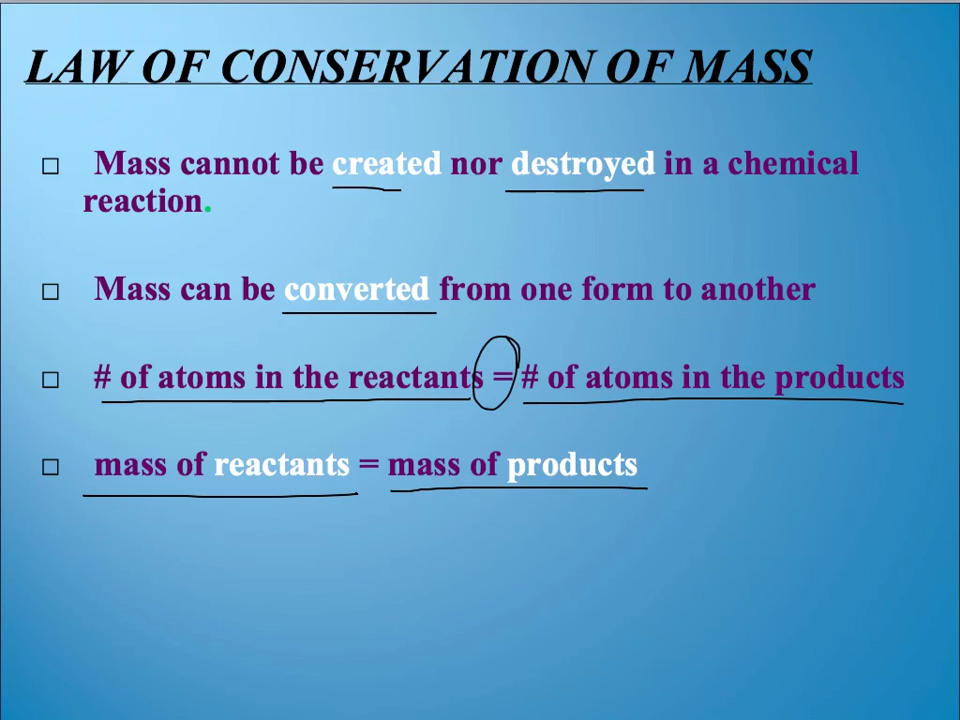 LAW OF CONSERVATION OF MASS
Mass cannot be created nor destroyed in a chemical
reaction.
Mass can be converted from one form to another
# of atoms in the reactants = # of atoms in the products
mass of reactants = mass of products